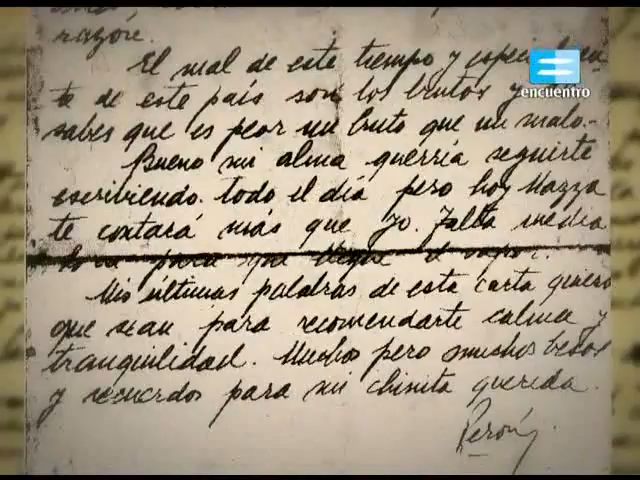 razón.
El mal de este tiempo y especialmen-
te de este país son los brutos y
sabes que es peor un bruto que un malo.-
Bueno mi alma querría seguirte
escriviendo todo el día pero hoy Mazza
te contará más que yo. Falta media
hora para que llegue el vapor.
Mis últimas palabras de esta carta quiero
que sean para recomendarte calma y
tranquilidad. Muchos pero muchos besos
y recuerdos para mi chinita querida.
Perón
encuentro